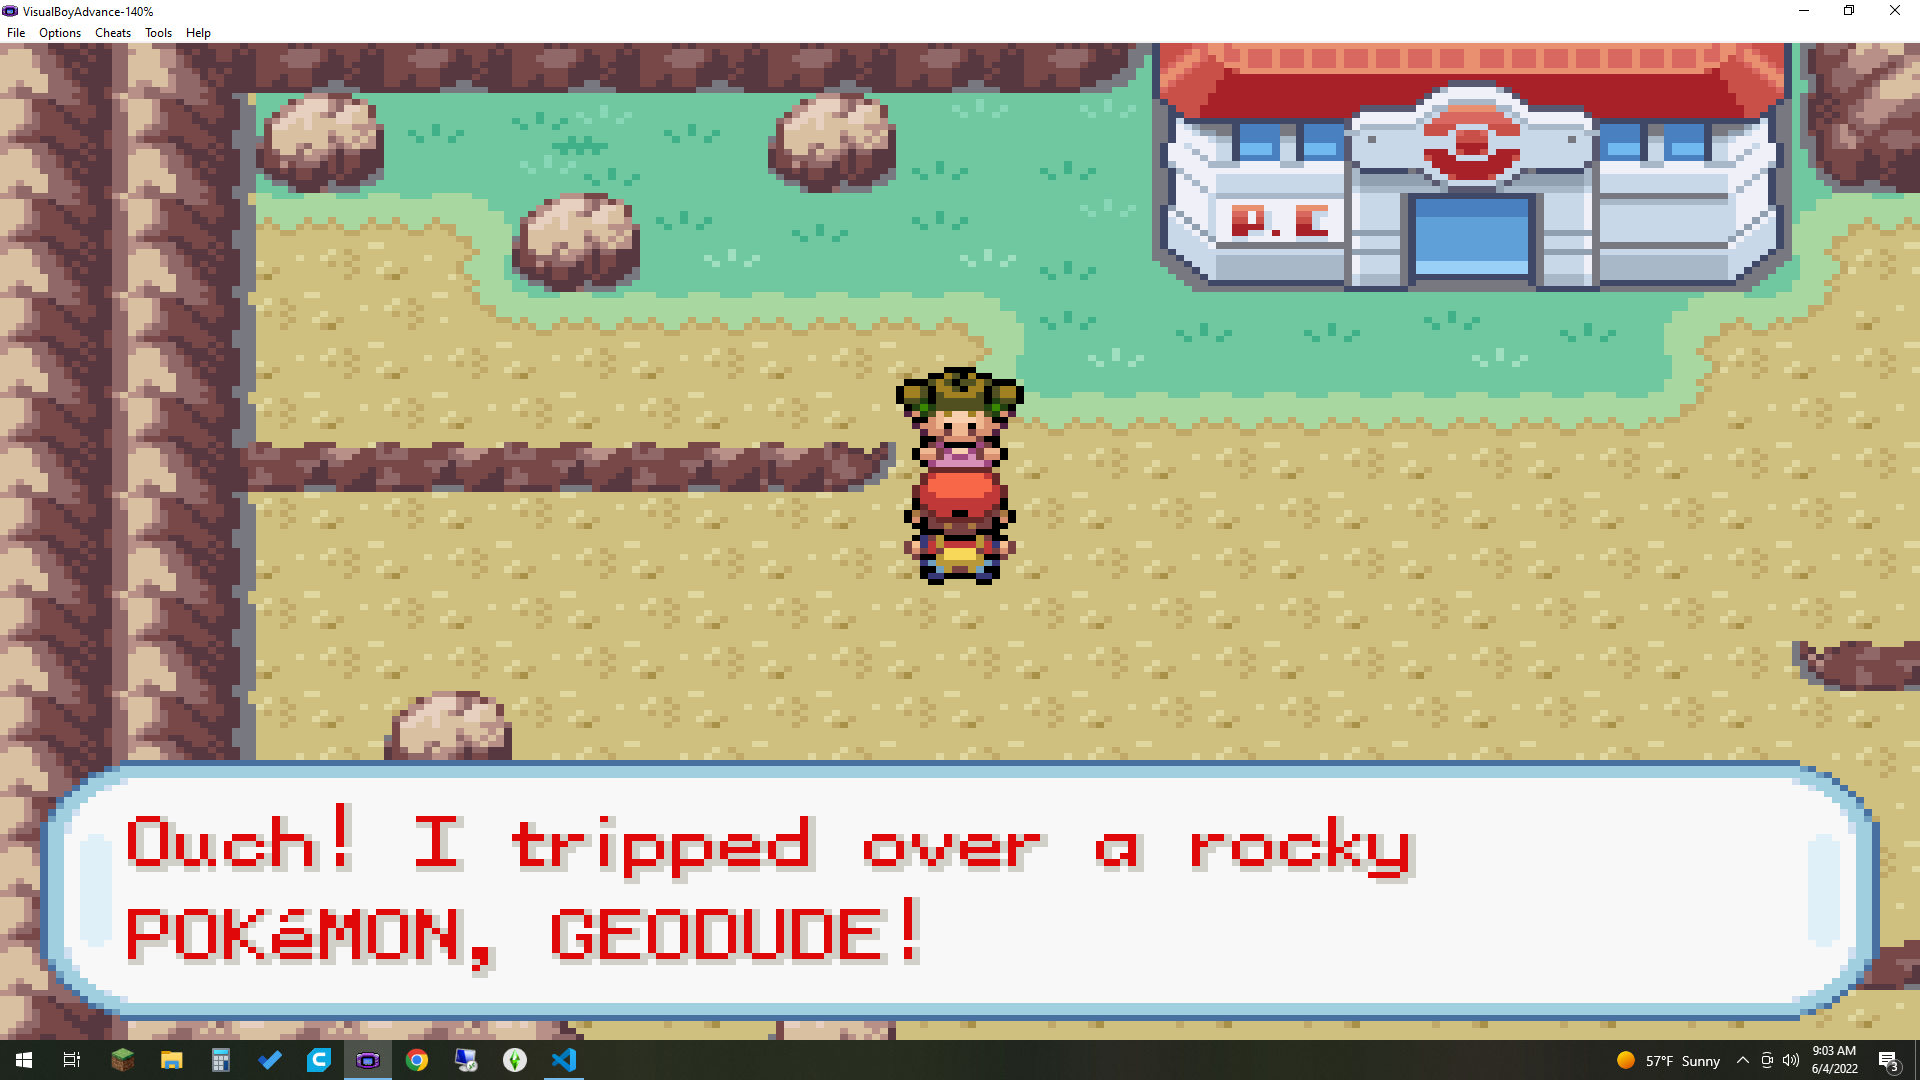 VisualBoyAdvance-140%
File Options Cheats Tools Help
P.C
Ouch! I tripped over a rocky
POKéMON, GEODUDE!
57°F Sunny
9:03 AM
6/4/2022
3